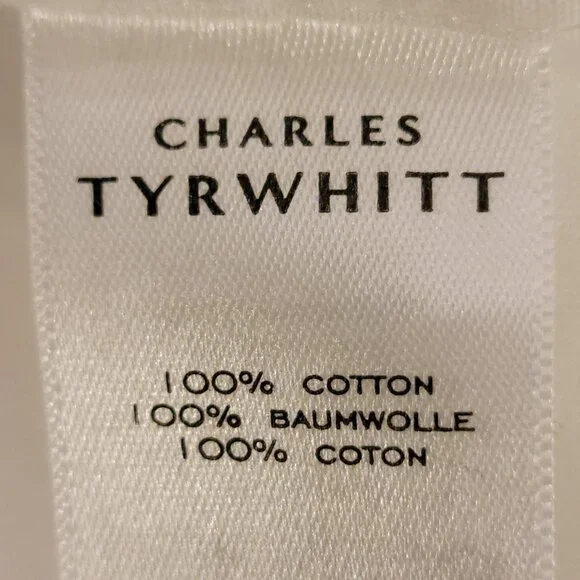 CHARLES
TYRWHITT
100% COTTON
100% BAUMWOLLE
100% COTON